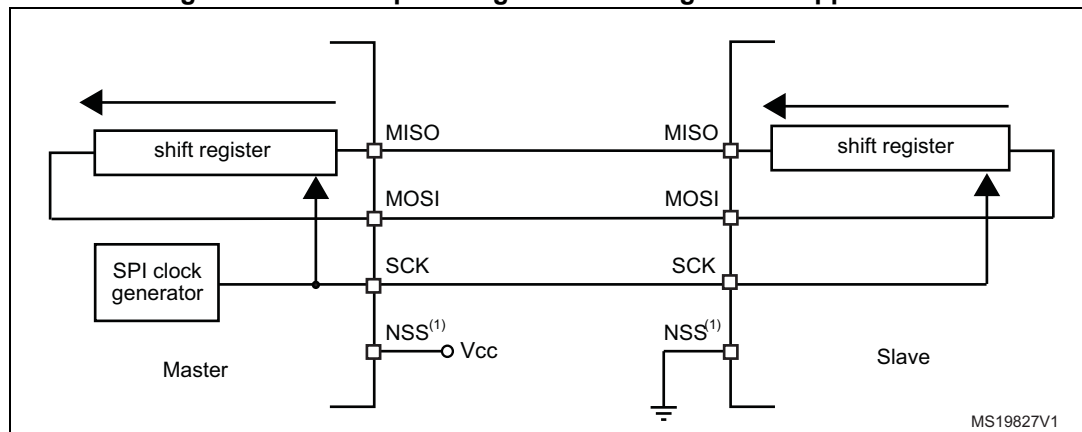 MISO
MISO
shift register
shift register
MOSI
MOSI
SPI clock
generator
SCK
SCK
NSS(1)
Vcc
NSS(1)
Master
Slave
MS19827V1